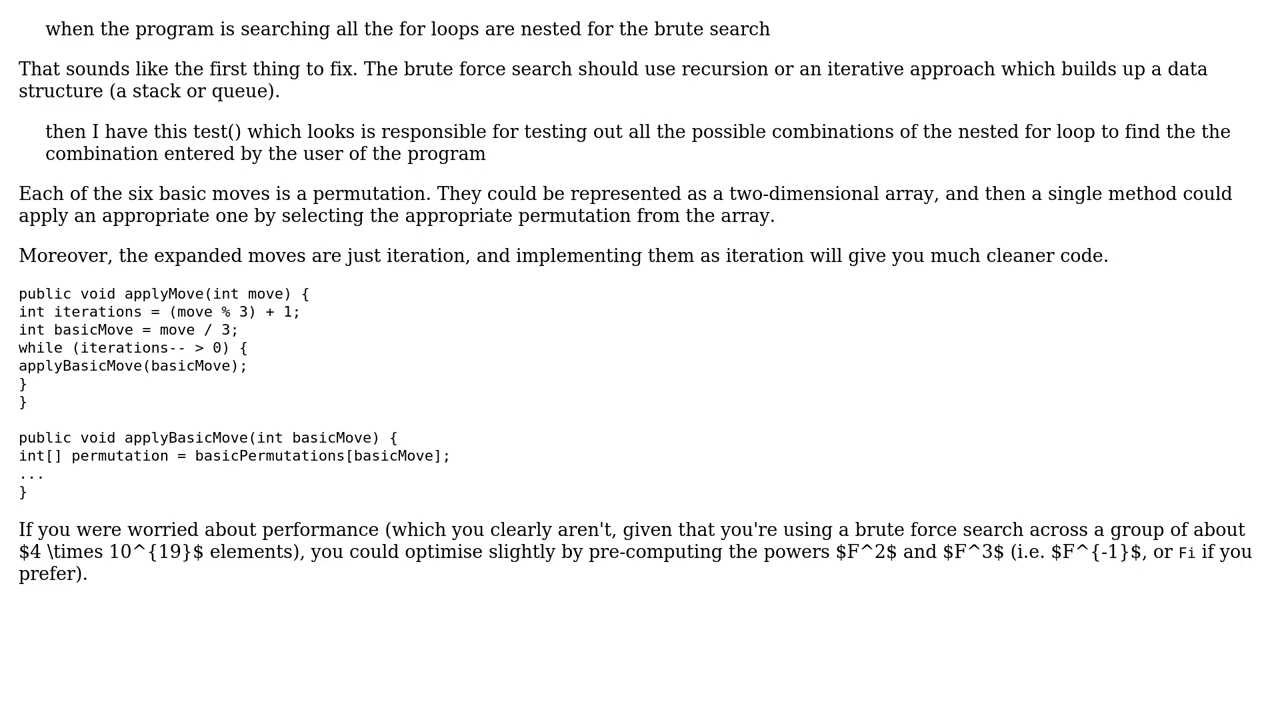 when the program is searching all the for loops are nested for the brute search
That sounds like the first thing to fix. The brute force search should use recursion or an iterative approach which builds up a data
structure (a stack or queue).
then I have this test() which looks is responsible for testing out all the possible combinations of the nested for loop to find the the
combination entered by the user of the program
Each of the six basic moves is a permutation. They could be represented as a two-dimensional array, and then a single method could
apply an appropriate one by selecting the appropriate permutation from the array.
Moreover, the expanded moves are just iteration, and implementing them as iteration will give you much cleaner code.
public void applyMove(int move) {
int iterations = (move % 3) + 1;
int basicMove = move / 3;
while (iterations-- > 0) {
applyBasicMove(basicMove);
}
}
public void applyBasicMove(int basicMove) {
int[] permutation = basicPermutations[basicMove];
...
}
If you were worried about performance (which you clearly aren't, given that you're using a brute force search across a group of about
$4 \times 10^{19}$ elements), you could optimise slightly by pre-computing the powers $F^2$ and $F^3$ (i.e. $F^{-1}$, or Fi if you
prefer).